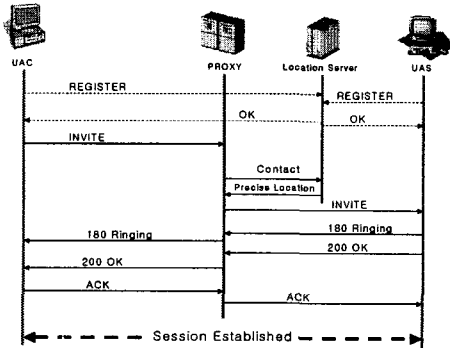 UAC PROXY Location Server UAS
REGISTER
REGISTER
OK
OK
INVITE
Contact
Precise Location
INVITE
180 Ringing
180 Ringing
200 OK
200 OK
ACK
ACK
Session Established